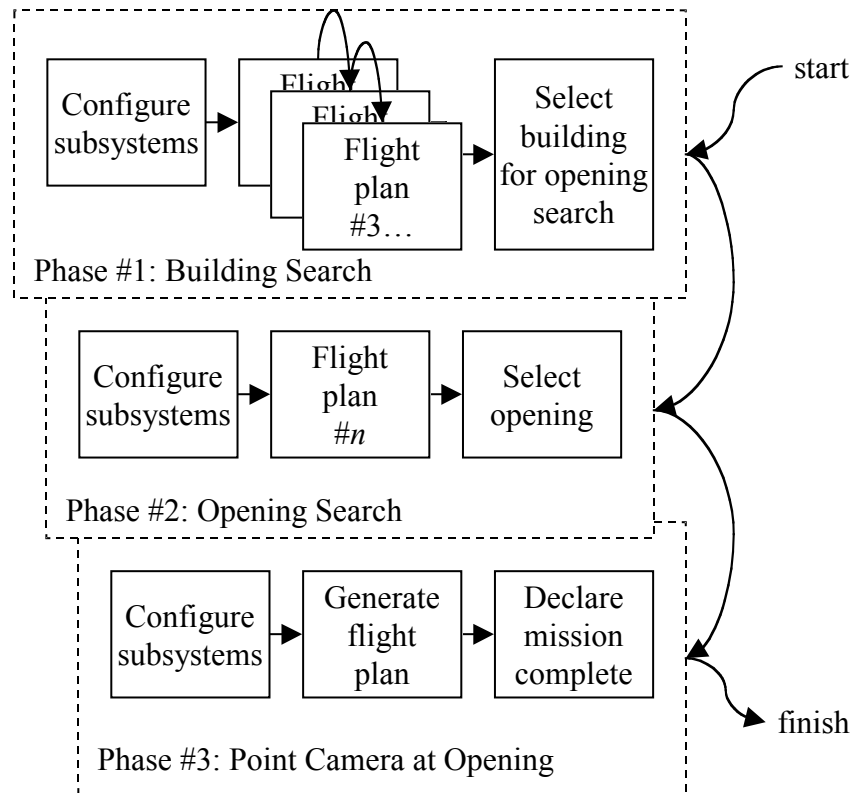 start
Configure
subsystems
Flight
Flight
Flight
plan
#3…
Select
building
for opening
search
Phase #1: Building Search
Configure
subsystems
Flight
plan
#n
Select
opening
Phase #2: Opening Search
Configure
subsystems
Generate
flight
plan
Declare
mission
complete
finish
Phase #3: Point Camera at Opening